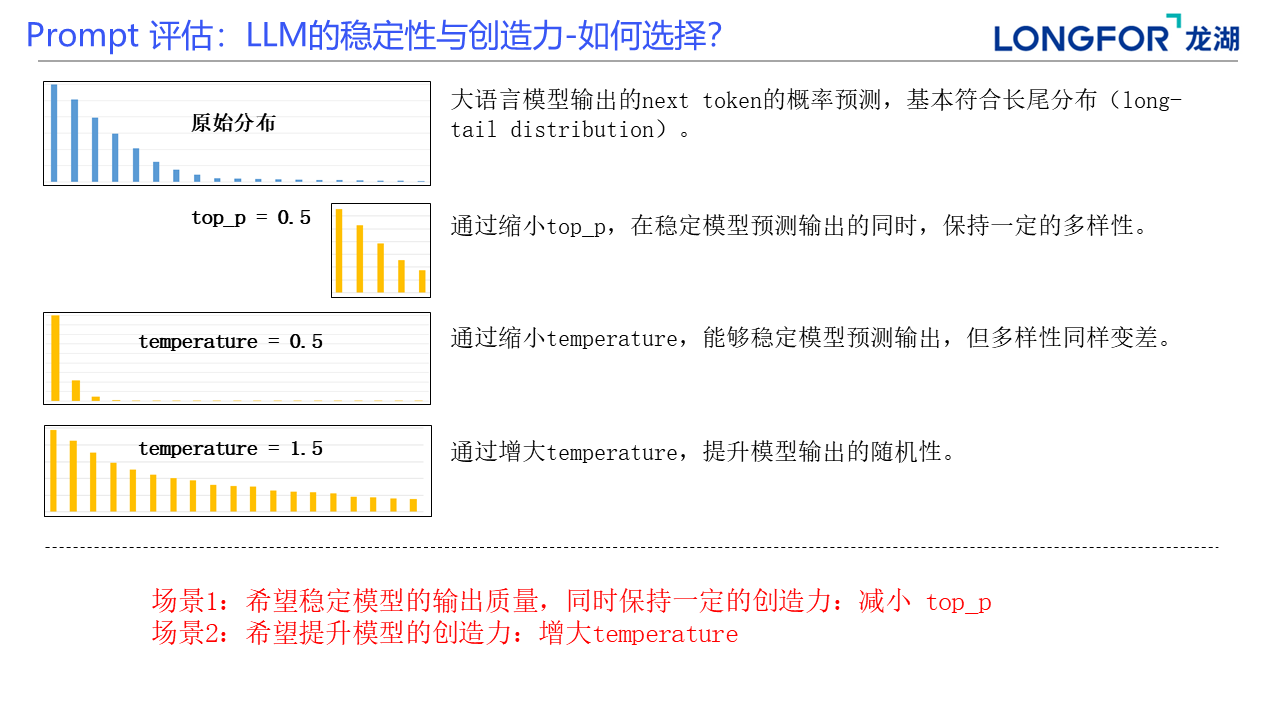 Prompt 评估：LLM的稳定性与创造力-如何选择?
LONGFOR 龙湖
原始分布
大语言模型输出的next token的概率预测，基本符合长尾分布（long-
tail distribution）。
top_p = 0.5
通过缩小top_p，在稳定模型预测输出的同时，保持一定的多样性。
temperature = 0.5
通过缩小temperature，能够稳定模型预测输出，但多样性同样变差。
temperature = 1.5
通过增大temperature，提升模型输出的随机性。
场景1：希望稳定模型的输出质量，同时保持一定的创造力：减小 top_p
场景2：希望提升模型的创造力：增大temperature